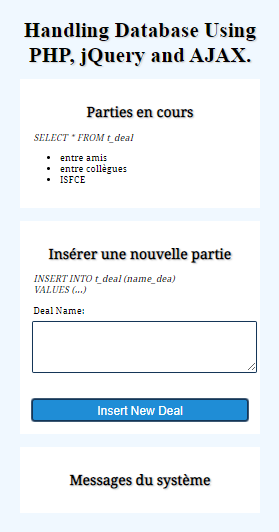 Handling Database Using
PHP, jQuery and AJAX.
Parties en cours
SELECT * FROM t_deal
entre amis
entre collègues
ISFCE
Insérer une nouvelle partie
INSERT INTO t_deal (name_dea)
VALUES (...)
Deal Name:
Insert New Deal
Messages du système